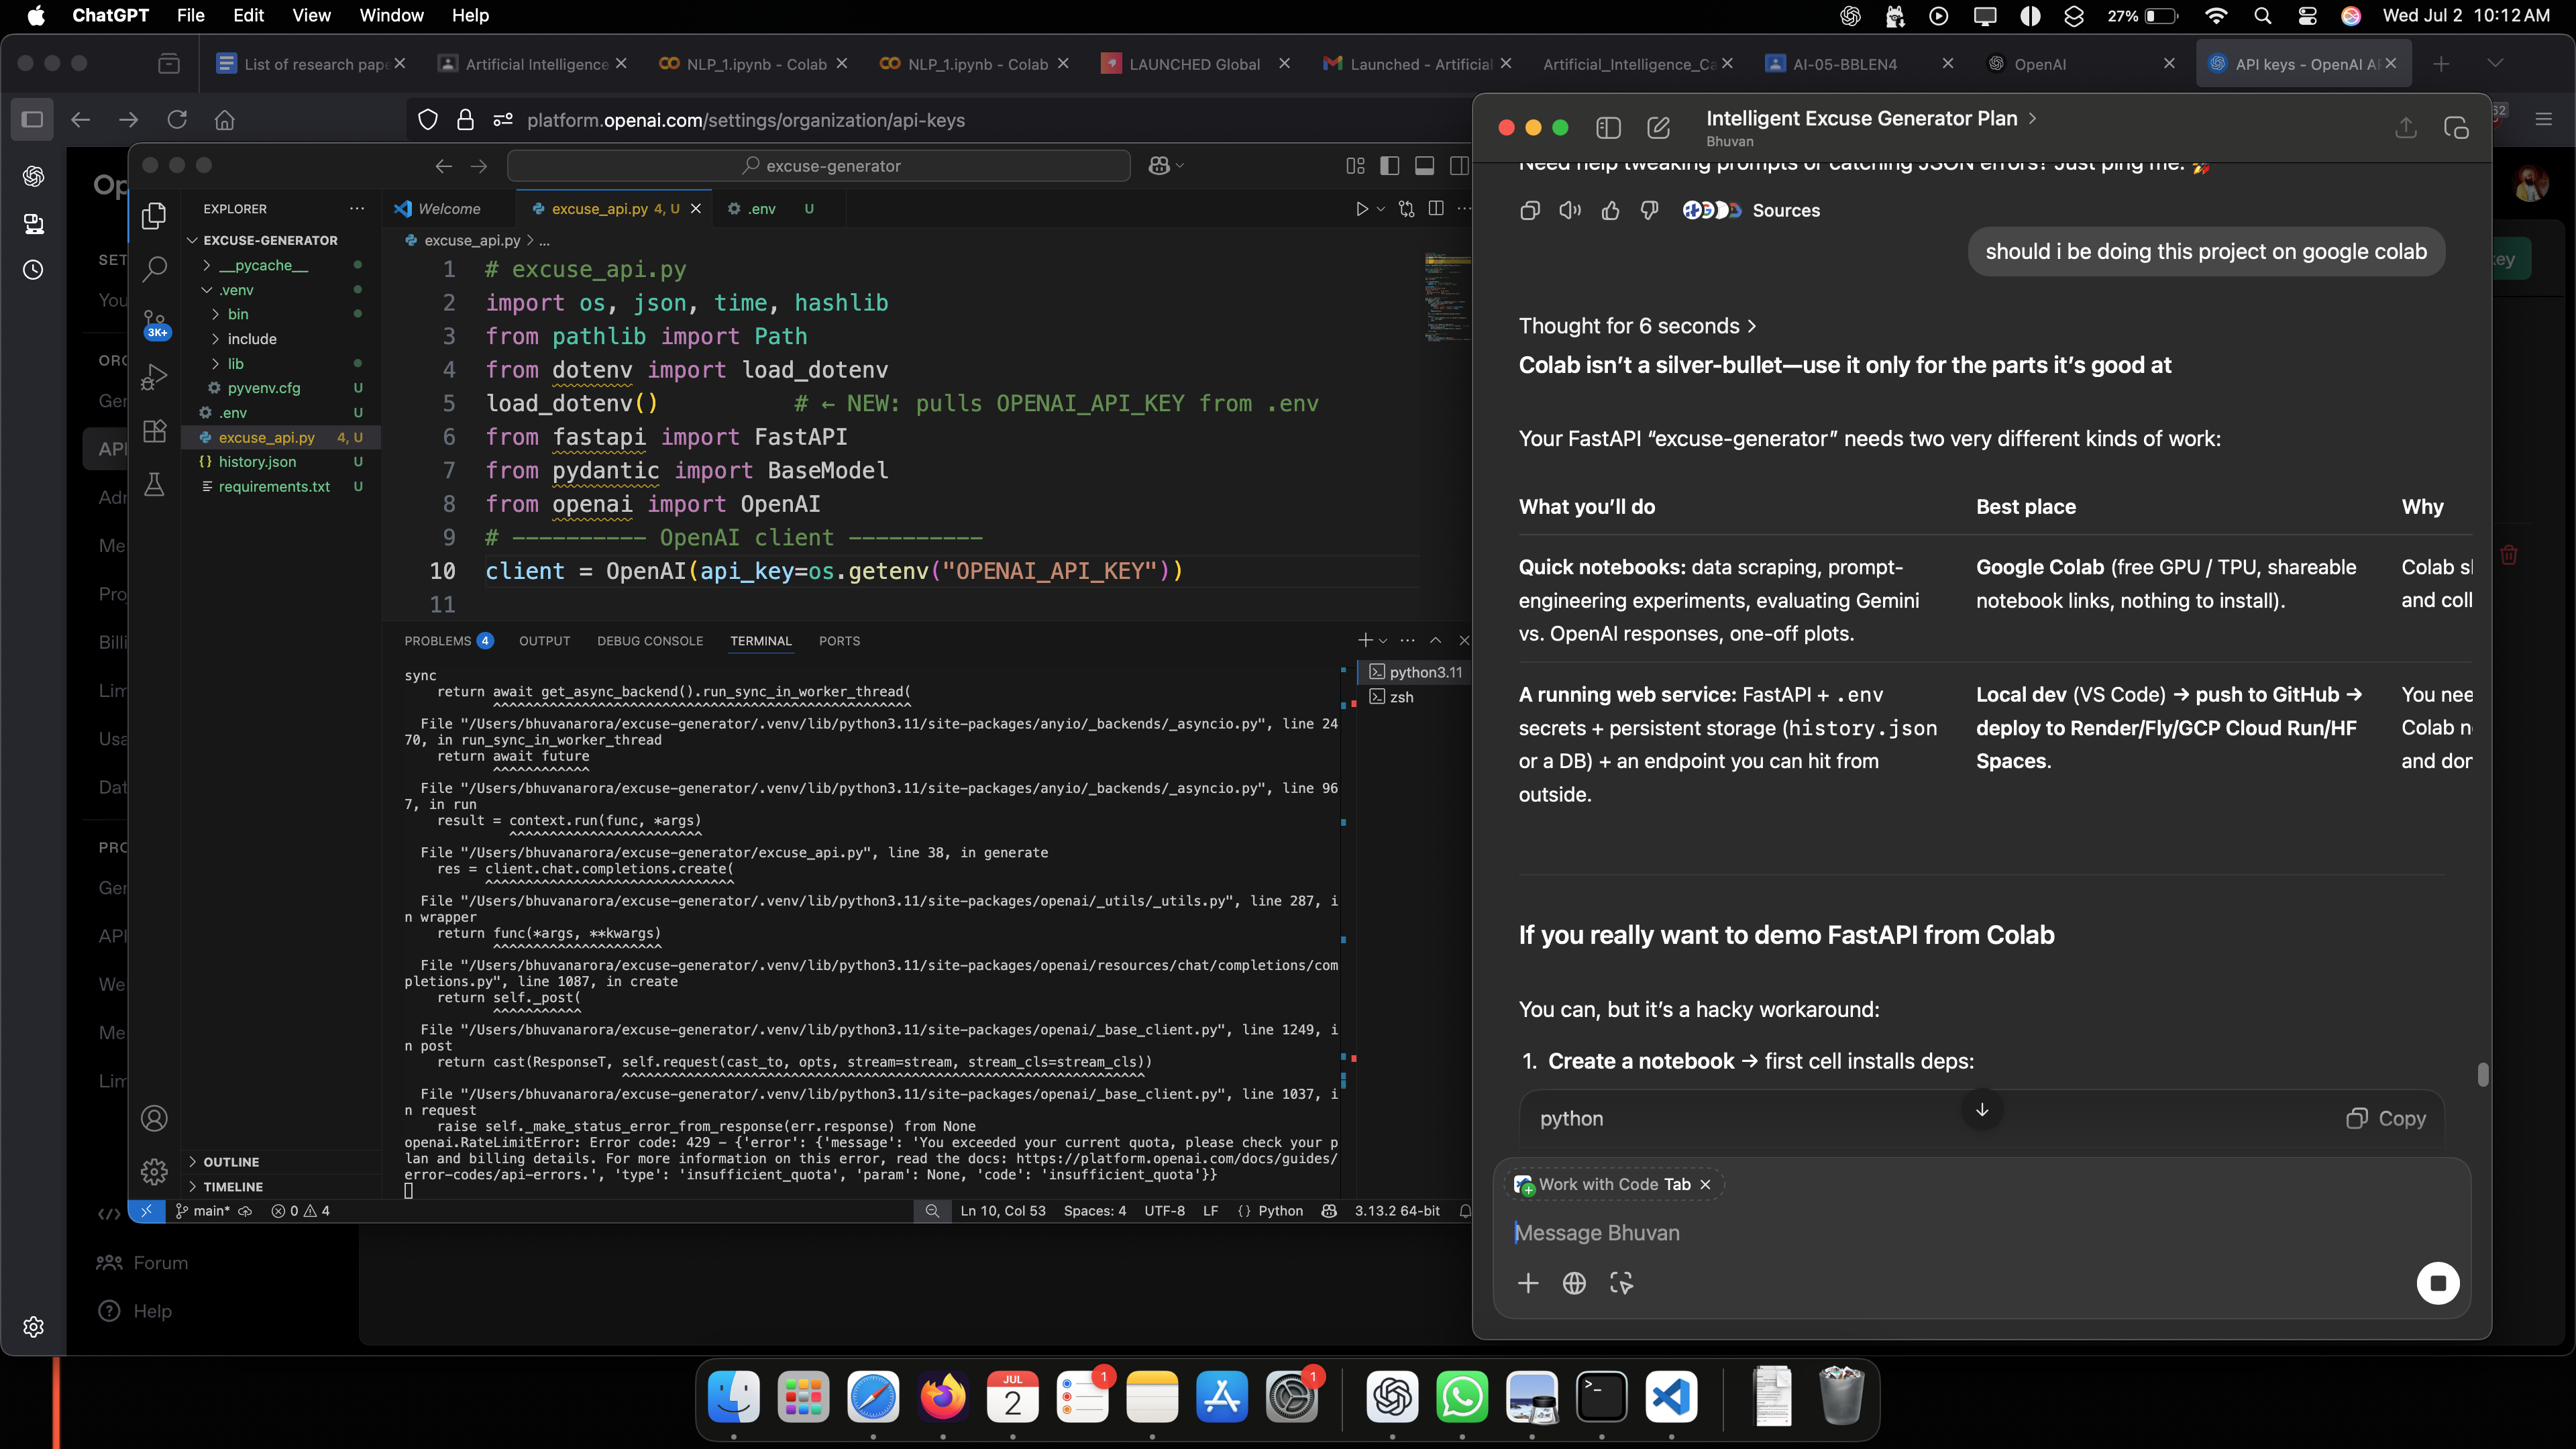 ChatGPT File Edit View Window Help
27% Wed Jul 2 10:12 AM
List of research pape Artificial Intelligence NLP_1.ipynb - Colab NLP_1.ipynb - Colab LAUNCHED Global Launched - Artificial Artificial_Intelligence_Ca AI-05-BBLEN4 OpenAI API keys - OpenAI A
platform.openai.com/settings/organization/api-keys
excuse-generator
EXPLORER
EXCUSE-GENERATOR
__pycache__
.venv
bin
include
lib
pyvenv.cfg U
.env U
excuse_api.py 4, U
history.json U
requirements.txt U
3K+
OUTLINE
TIMELINE
Welcome excuse_api.py 4, U .env U
excuse_api.py > ...
1 # excuse_api.py
2 import os, json, time, hashlib
3 from pathlib import Path
4 from dotenv import load_dotenv
5 load_dotenv() # ← NEW: pulls OPENAI_API_KEY from .env
6 from fastapi import FastAPI
7 from pydantic import BaseModel
8 from openai import OpenAI
9 # ---------- OpenAI client ----------
10 client = OpenAI(api_key=os.getenv("OPENAI_API_KEY"))
11
PROBLEMS 4 OUTPUT DEBUG CONSOLE TERMINAL PORTS
python3.11
zsh
sync
return await get_async_backend().run_sync_in_worker_thread(
^^^^^^^^^^^^^^^^^^^^^^^^^^^^^^^^^^^^^^^^^^^^^^^^^^^^
File "/Users/bhuvanarora/excuse-generator/.venv/lib/python3.11/site-packages/anyio/_backends/_asyncio.py", line 24
70, in run_sync_in_worker_thread
return await future
^^^^^^^^^^^^
File "/Users/bhuvanarora/excuse-generator/.venv/lib/python3.11/site-packages/anyio/_backends/_asyncio.py", line 96
7, in run
result = context.run(func, *args)
^^^^^^^^^^^^^^^^^^^^^^^^
File "/Users/bhuvanarora/excuse-generator/excuse_api.py", line 38, in generate
res = client.chat.completions.create(
^^^^^^^^^^^^^^^^^^^^^^^^^^^^^^^
File "/Users/bhuvanarora/excuse-generator/.venv/lib/python3.11/site-packages/openai/_utils/_utils.py", line 287, i
n wrapper
return func(*args, **kwargs)
^^^^^^^^^^^^^^^^^^^^^
File "/Users/bhuvanarora/excuse-generator/.venv/lib/python3.11/site-packages/openai/resources/chat/completions/com
pletions.py", line 1087, in create
return self._post(
^^^^^^^^^^^
File "/Users/bhuvanarora/excuse-generator/.venv/lib/python3.11/site-packages/openai/_base_client.py", line 1249, i
n post
return cast(ResponseT, self.request(cast_to, opts, stream=stream, stream_cls=stream_cls))
^^^^^^^^^^^^^^^^^^^^^^^^^^^^^^^^^^^^^^^^^^^^^^^^^^^^^^^^^^^^^^^^^
File "/Users/bhuvanarora/excuse-generator/.venv/lib/python3.11/site-packages/openai/_base_client.py", line 1037, i
n request
raise self._make_status_error_from_response(err.response) from None
openai.RateLimitError: Error code: 429 - {'error': {'message': 'You exceeded your current quota, please check your p
lan and billing details. For more information on this error, read the docs: https://platform.openai.com/docs/guides/
error-codes/api-errors.', 'type': 'insufficient_quota', 'param': None, 'code': 'insufficient_quota'}}
main* 0 4 Ln 10, Col 53 Spaces: 4 UTF-8 LF {} Python 3.13.2 64-bit
Forum
Help
Intelligent Excuse Generator Plan >
Bhuvan
Need help tweaking prompts or catching JSON errors? Just ping me. 🚀
Sources
should i be doing this project on google colab
Thought for 6 seconds >
Colab isn't a silver-bullet—use it only for the parts it's good at
Your FastAPI “excuse-generator” needs two very different kinds of work:
What you'll do Best place Why
Quick notebooks: data scraping, prompt-
engineering experiments, evaluating Gemini
vs. OpenAI responses, one-off plots.
Google Colab (free GPU / TPU, shareable
notebook links, nothing to install).
Colab sl
and coll
A running web service: FastAPI + .env
secrets + persistent storage (history.json
or a DB) + an endpoint you can hit from
outside.
Local dev (VS Code) → push to GitHub →
deploy to Render/Fly/GCP Cloud Run/HF
Spaces.
You nee
Colab n
and dor
If you really want to demo FastAPI from Colab
You can, but it's a hacky workaround:
1. Create a notebook → first cell installs deps:
python Copy
Work with Code Tab
Message Bhuvan
JUL
2
1
1